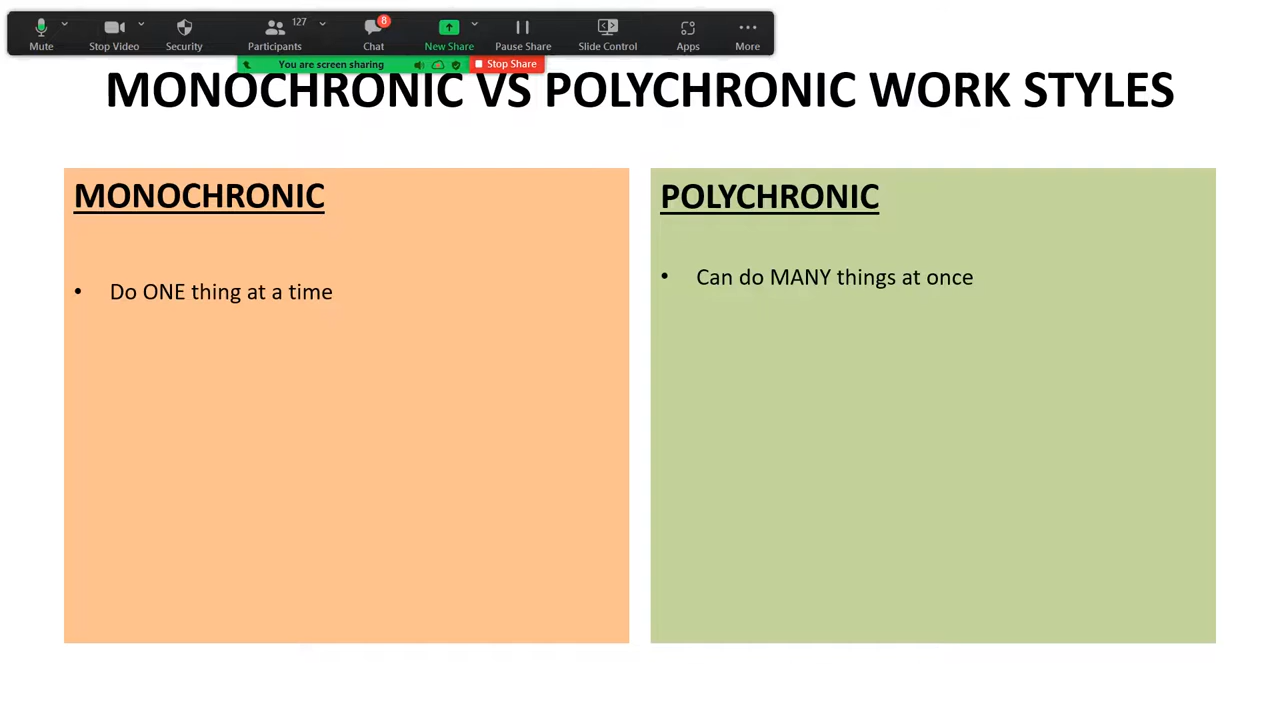 127
8
Mute
Stop Video
Security
Participants
Chat
New Share
Pause Share
Slide Control
Apps
More
You are screen sharing
Stop Share
MONOCHRONIC VS POLYCHRONIC WORK STYLES
MONOCHRONIC
• Do ONE thing at a time
POLYCHRONIC
• Can do MANY things at once